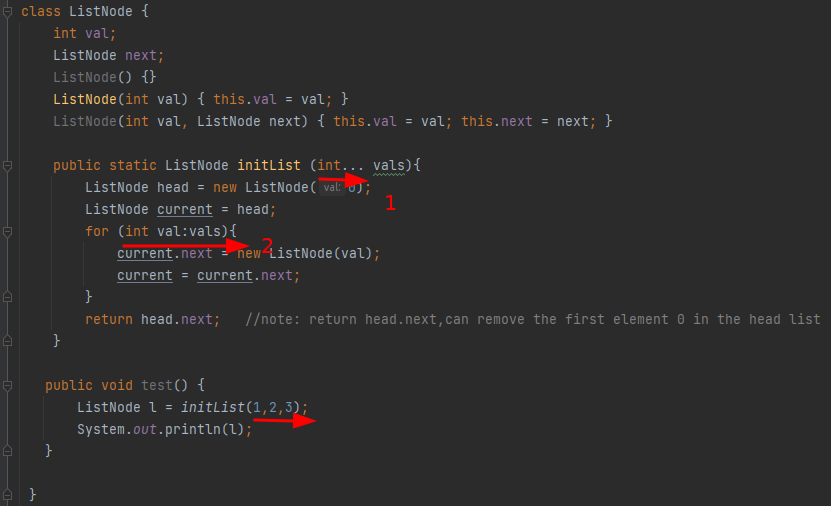 class ListNode {
int val;
ListNode next;
ListNode() {}
ListNode(int val) { this.val = val; }
ListNode(int val, ListNode next) { this.val = val; this.next = next; }
public static ListNode initList (int... vals){
ListNode head = new ListNode( val: 0);
1
ListNode current = head;
for (int val:vals){
2
current.next = new ListNode(val);
current = current.next;
}
return head.next; //note: return head.next,can remove the first element 0 in the head list
}
public void test() {
ListNode l = initList(1,2,3);
System.out.println(l);
}
}